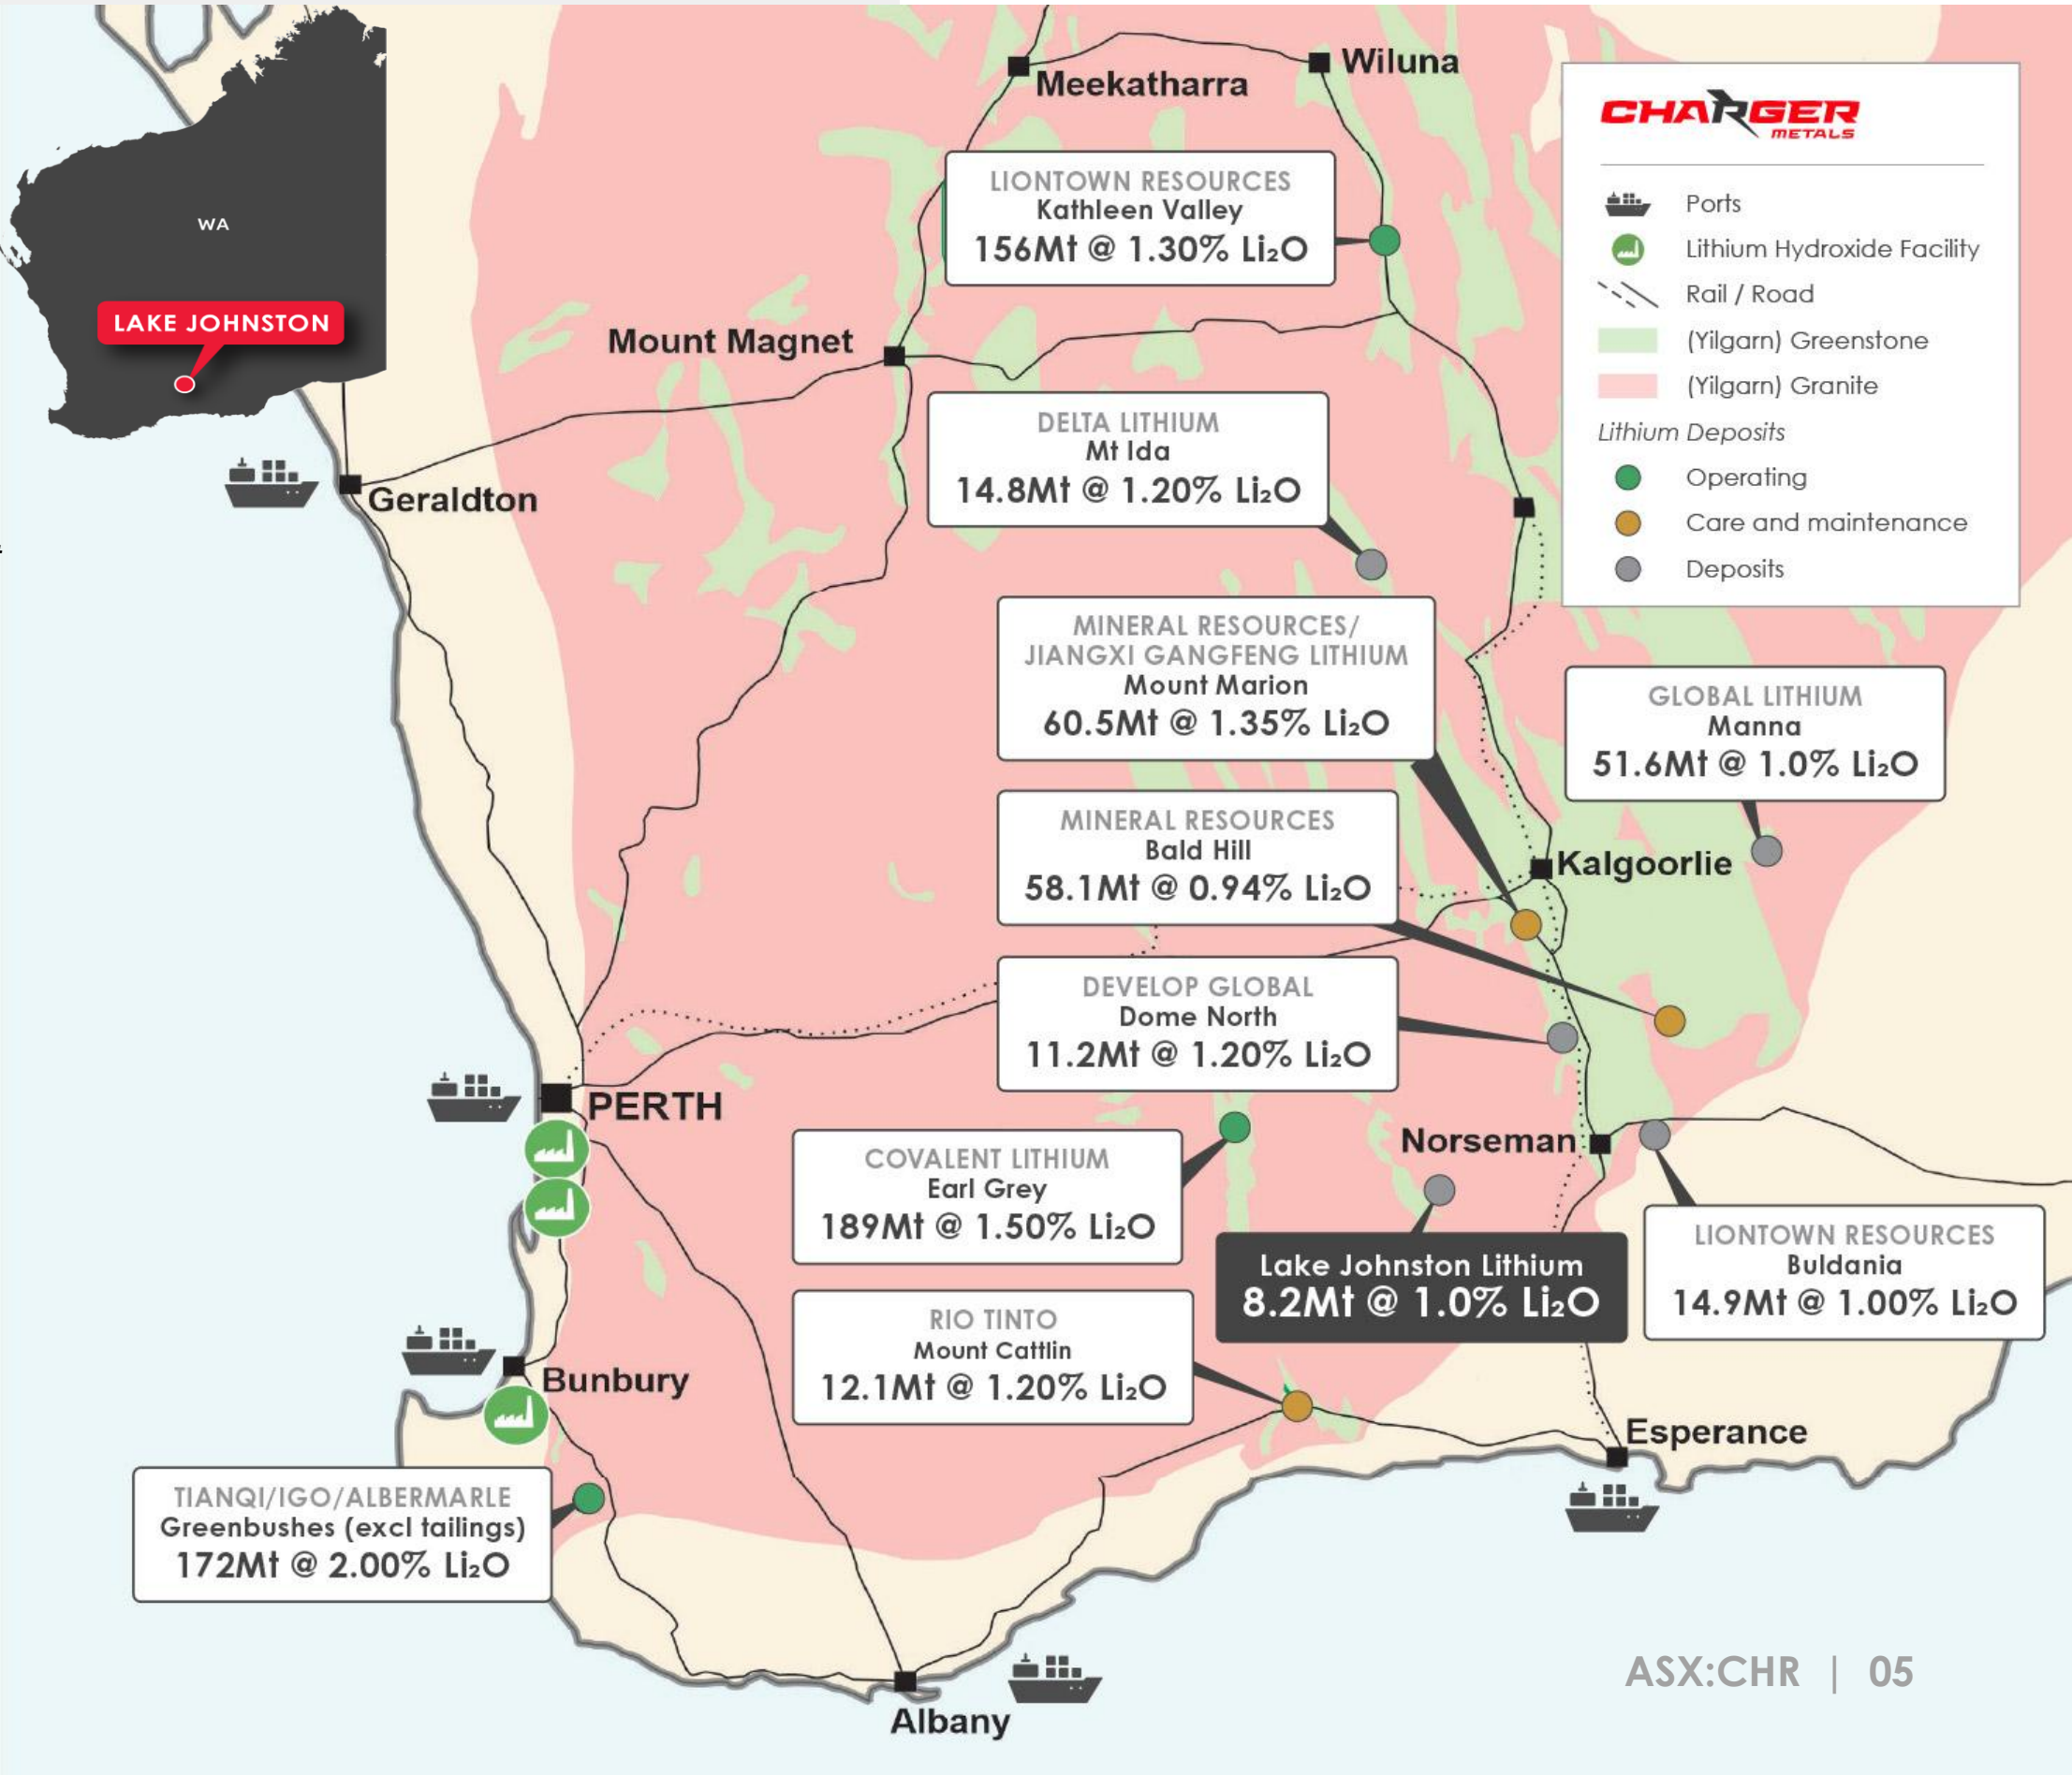 WA
LAKE JOHNSTON
Meekatharra
Wiluna
CHARGER
METALS
Ports
Lithium Hydroxide Facility
Rail / Road
(Yilgarn) Greenstone
(Yilgarn) Granite
Lithium Deposits
Operating
Care and maintenance
Deposits
LIONTOWN RESOURCES
Kathleen Valley
156Mt @ 1.30% Li₂O
Mount Magnet
Geraldton
DELTA LITHIUM
Mt Ida
14.8Mt @ 1.20% Li₂O
MINERAL RESOURCES/
JIANGXI GANGFENG LITHIUM
Mount Marion
60.5Mt @ 1.35% Li₂O
GLOBAL LITHIUM
Manna
51.6Mt @ 1.0% Li₂O
MINERAL RESOURCES
Bald Hill
58.1Mt @ 0.94% Li₂O
Kalgoorlie
DEVELOP GLOBAL
Dome North
11.2Mt @ 1.20% Li₂O
PERTH
COVALENT LITHIUM
Earl Grey
189Mt @ 1.50% Li₂O
Norseman
Lake Johnston Lithium
8.2Mt @ 1.0% Li₂O
LIONTOWN RESOURCES
Buldania
14.9Mt @ 1.00% Li₂O
RIO TINTO
Mount Cattlin
12.1Mt @ 1.20% Li₂O
Bunbury
Esperance
TIANQI/IGO/ALBERMARLE
Greenbushes (excl tailings)
172Mt @ 2.00% Li₂O
Albany
ASX:CHR | 05